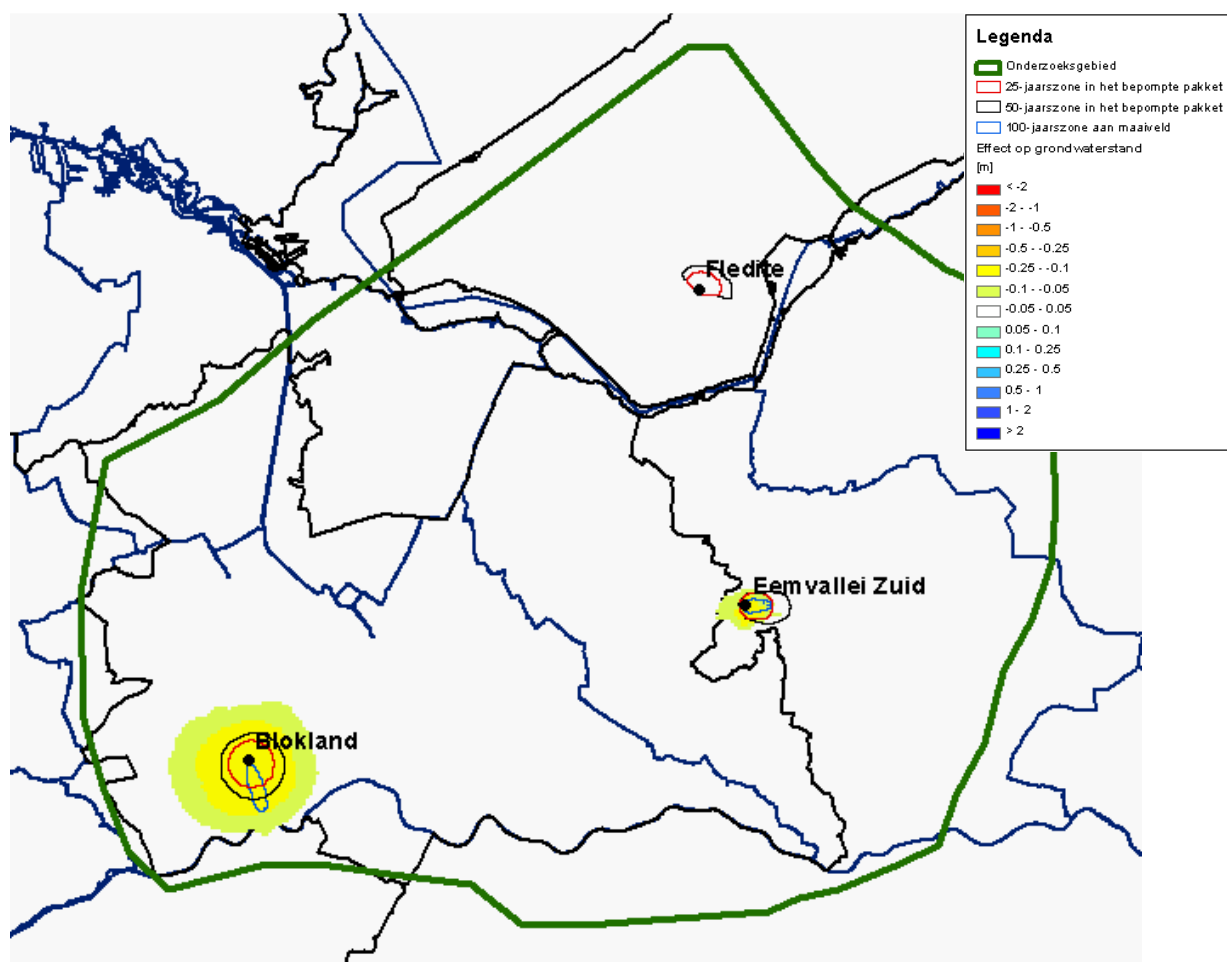 Legenda
Onderzoeksgebied
25-jaarszone in het bepompte pakket
50-jaarszone in het bepompte pakket
100-jaarszone aan maaiveld
Effect op grondwaterstand
[m]
< -2
-2 - -1
-1 - -0.5
-0.5 - -0.25
-0.25 - -0.1
-0.1 - -0.05
-0.05 - 0.05
0.05 - 0.1
0.1 - 0.25
0.25 - 0.5
0.5 - 1
1 - 2
> 2
Fledite
Eemvallei Zuid
Blokland